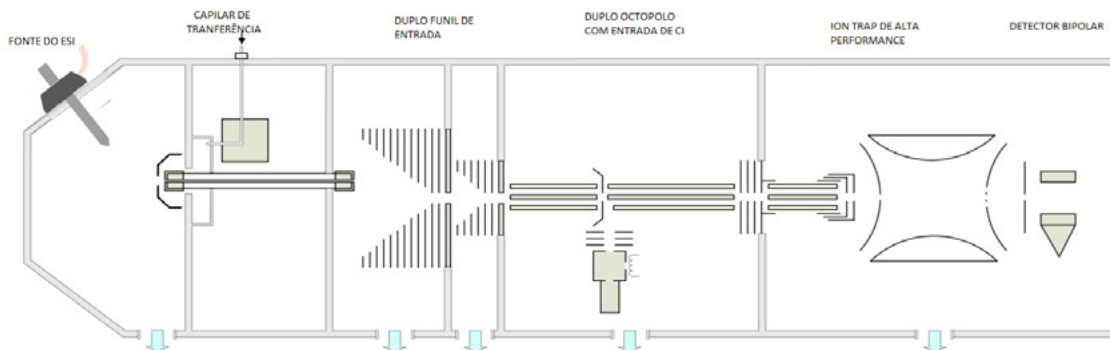 FONTE DO ESI
CAPILAR DE
TRANFERÊNCIA
DUPLO FUNIL DE
ENTRADA
DUPLO OCTOPOLO
COM ENTRADA DE CI
ION TRAP DE ALTA
PERFORMANCE
DETECTOR BIPOLAR